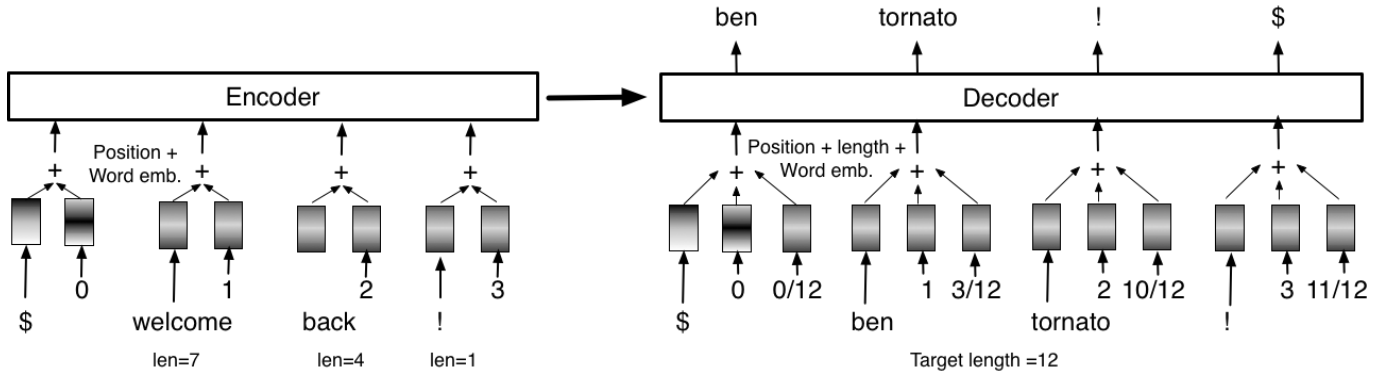 ben tornato ! $
Encoder
Decoder
Position +
Word emb.
+ + + +
Position + length +
Word emb.
+ + + +
0 1 2 3
0 0/12 1 3/12 2 10/12 3 11/12
$ welcome back !
$ ben tornato !
len=7 len=4 len=1
Target length =12